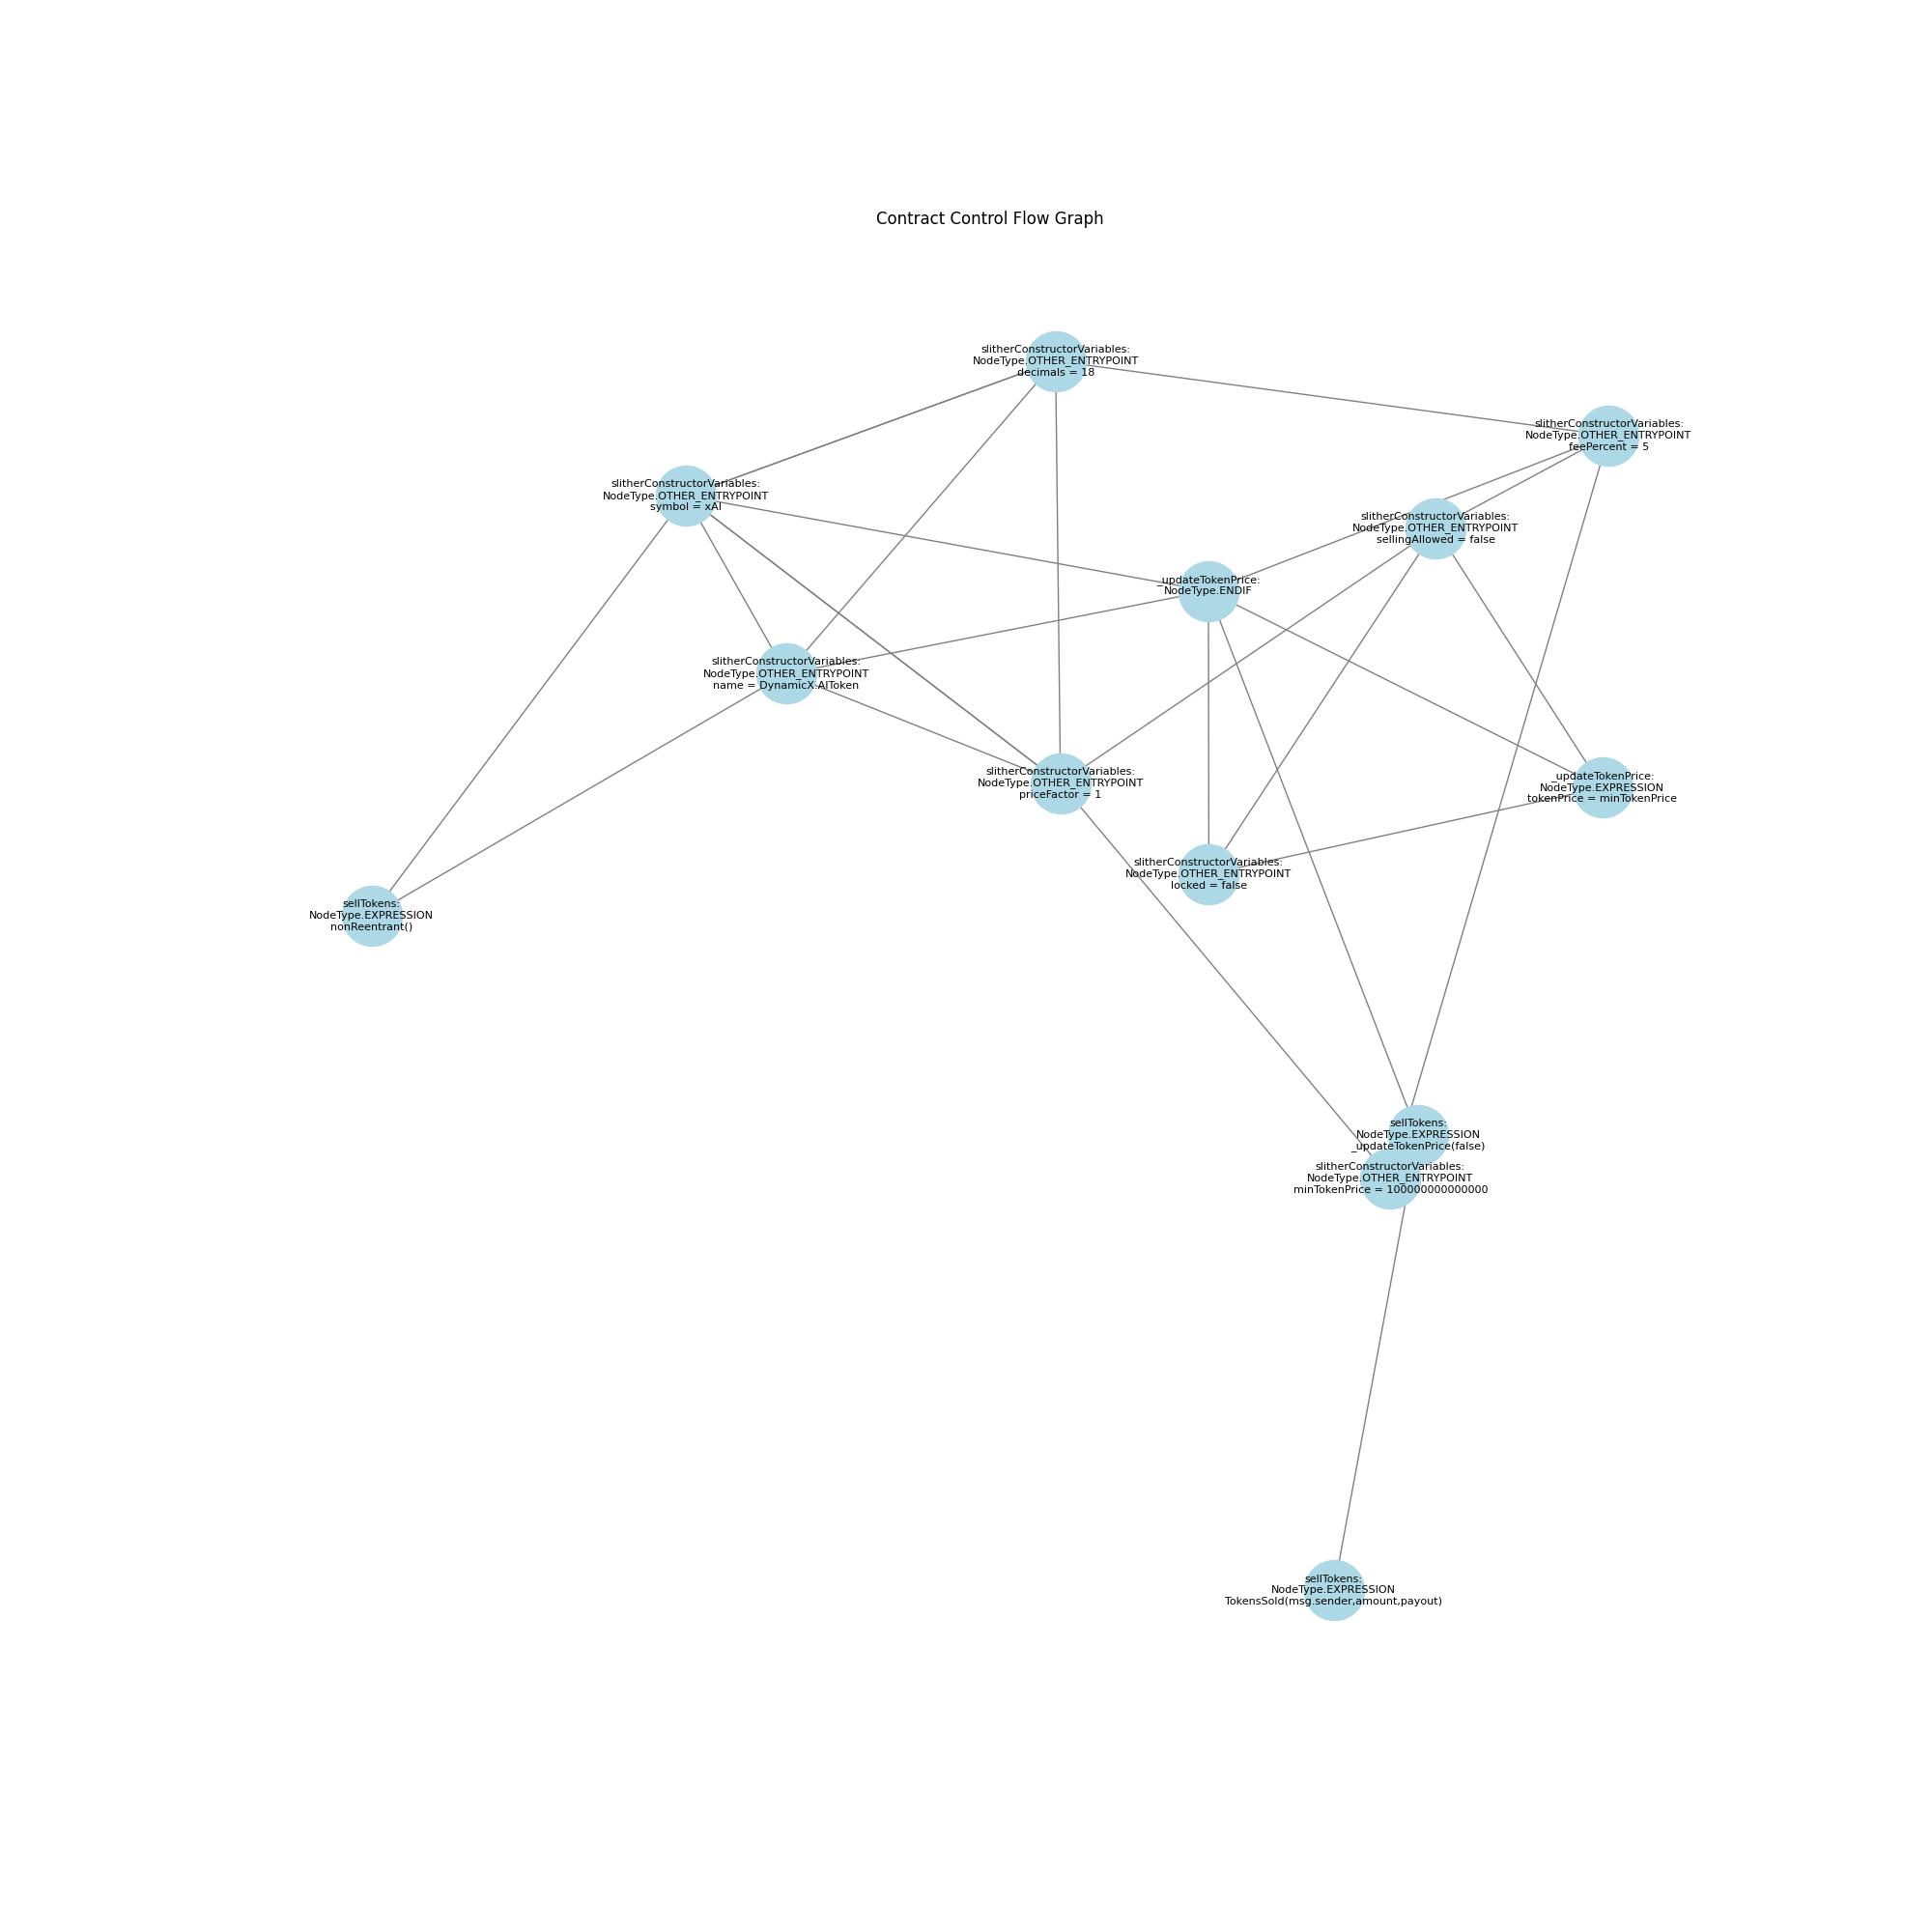 Contract Control Flow Graph
slitherConstructorVariables:
NodeType.OTHER_ENTRYPOINT
decimals = 18
slitherConstructorVariables:
NodeType.OTHER_ENTRYPOINT
feePercent = 5
slitherConstructorVariables:
NodeType.OTHER_ENTRYPOINT
symbol = xAI
slitherConstructorVariables:
NodeType.OTHER_ENTRYPOINT
sellingAllowed = false
_updateTokenPrice:
NodeType.ENDIF
slitherConstructorVariables:
NodeType.OTHER_ENTRYPOINT
name = DynamicX.AIToken
slitherConstructorVariables:
NodeType.OTHER_ENTRYPOINT
priceFactor = 1
_updateTokenPrice:
NodeType.EXPRESSION
tokenPrice = minTokenPrice
slitherConstructorVariables:
NodeType.OTHER_ENTRYPOINT
locked = false
sellTokens:
NodeType.EXPRESSION
nonReentrant()
sellTokens:
NodeType.EXPRESSION
_updateTokenPrice(false)
slitherConstructorVariables:
NodeType.OTHER_ENTRYPOINT
minTokenPrice = 100000000000000
sellTokens:
NodeType.EXPRESSION
TokensSold(msg.sender,amount,payout)